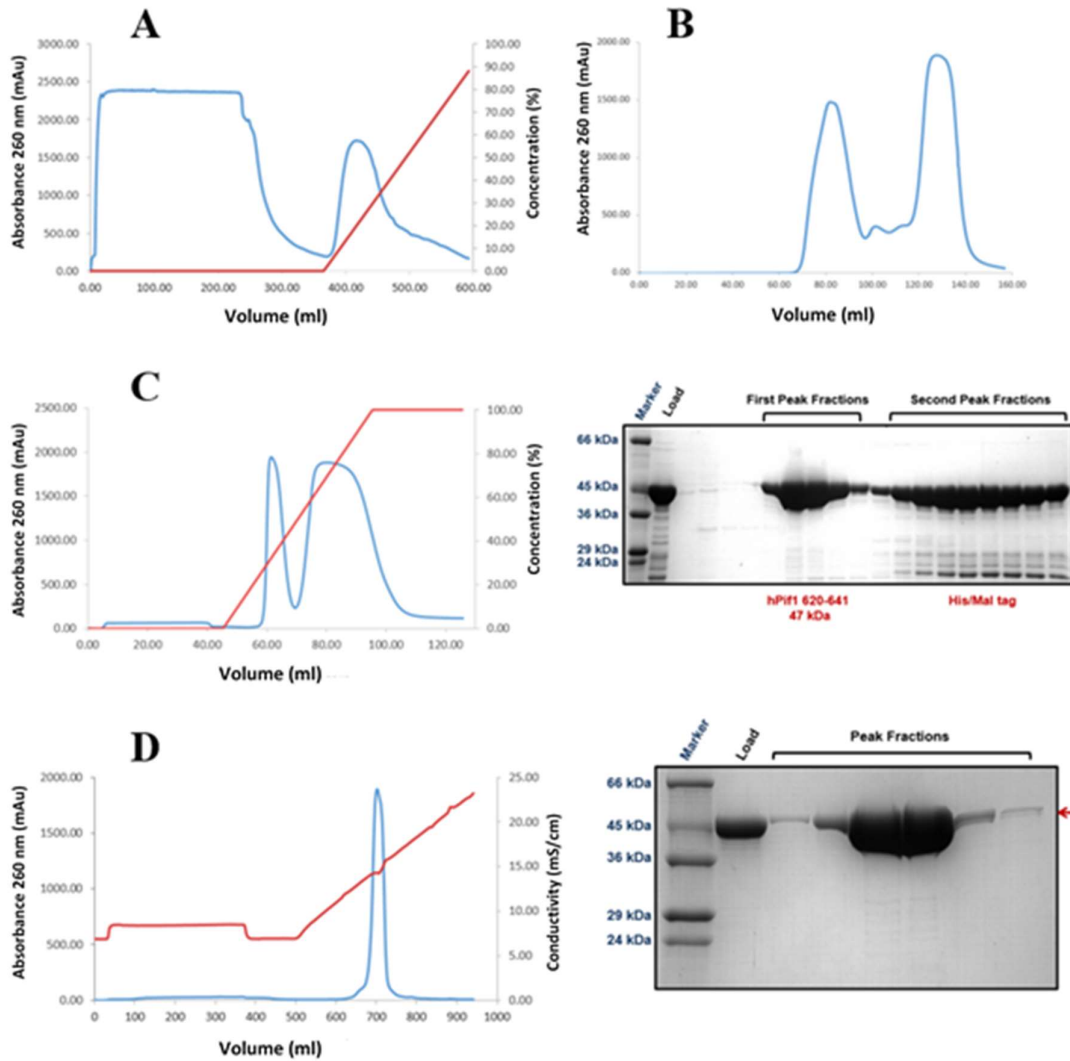 A
Absorbance 260 nm (mAu)
3000.00
2500.00
2000.00
1500.00
1000.00
500.00
0.00
0.00 100.00 200.00 300.00 400.00 500.00 600.00
Volume (ml)
100.00
90.00
80.00
70.00
60.00
50.00
40.00
30.00
20.00
10.00
0.00
Concentration (%)
B
Absorbance 260 nm (mAu)
2000.00
1500.00
1000.00
500.00
0.00
0.00 20.00 40.00 60.00 80.00 100.00 120.00 140.00 160.00
Volume (ml)
C
Absorbance 260 nm (mAu)
2500.00
2000.00
1500.00
1000.00
500.00
0.00
0.00 20.00 40.00 60.00 80.00 100.00 120.00
Volume (ml)
100.00
80.00
60.00
40.00
20.00
0.00
Concentration (%)
Marker
Load
First Peak Fractions
Second Peak Fractions
66 kDa
45 kDa
36 kDa
29 kDa
24 kDa
hPif1 620-641
47 kDa
His/Mal tag
D
Absorbance 260 nm (mAu)
2000.00
1500.00
1000.00
500.00
0.00
0 100 200 300 400 500 600 700 800 900 1000
Volume (ml)
25.00
20.00
15.00
10.00
5.00
0.00
Conductivity (mS/cm)
Marker
Load
Peak Fractions
66 kDa
45 kDa
36 kDa
29 kDa
24 kDa